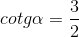 cotgα = 3/2